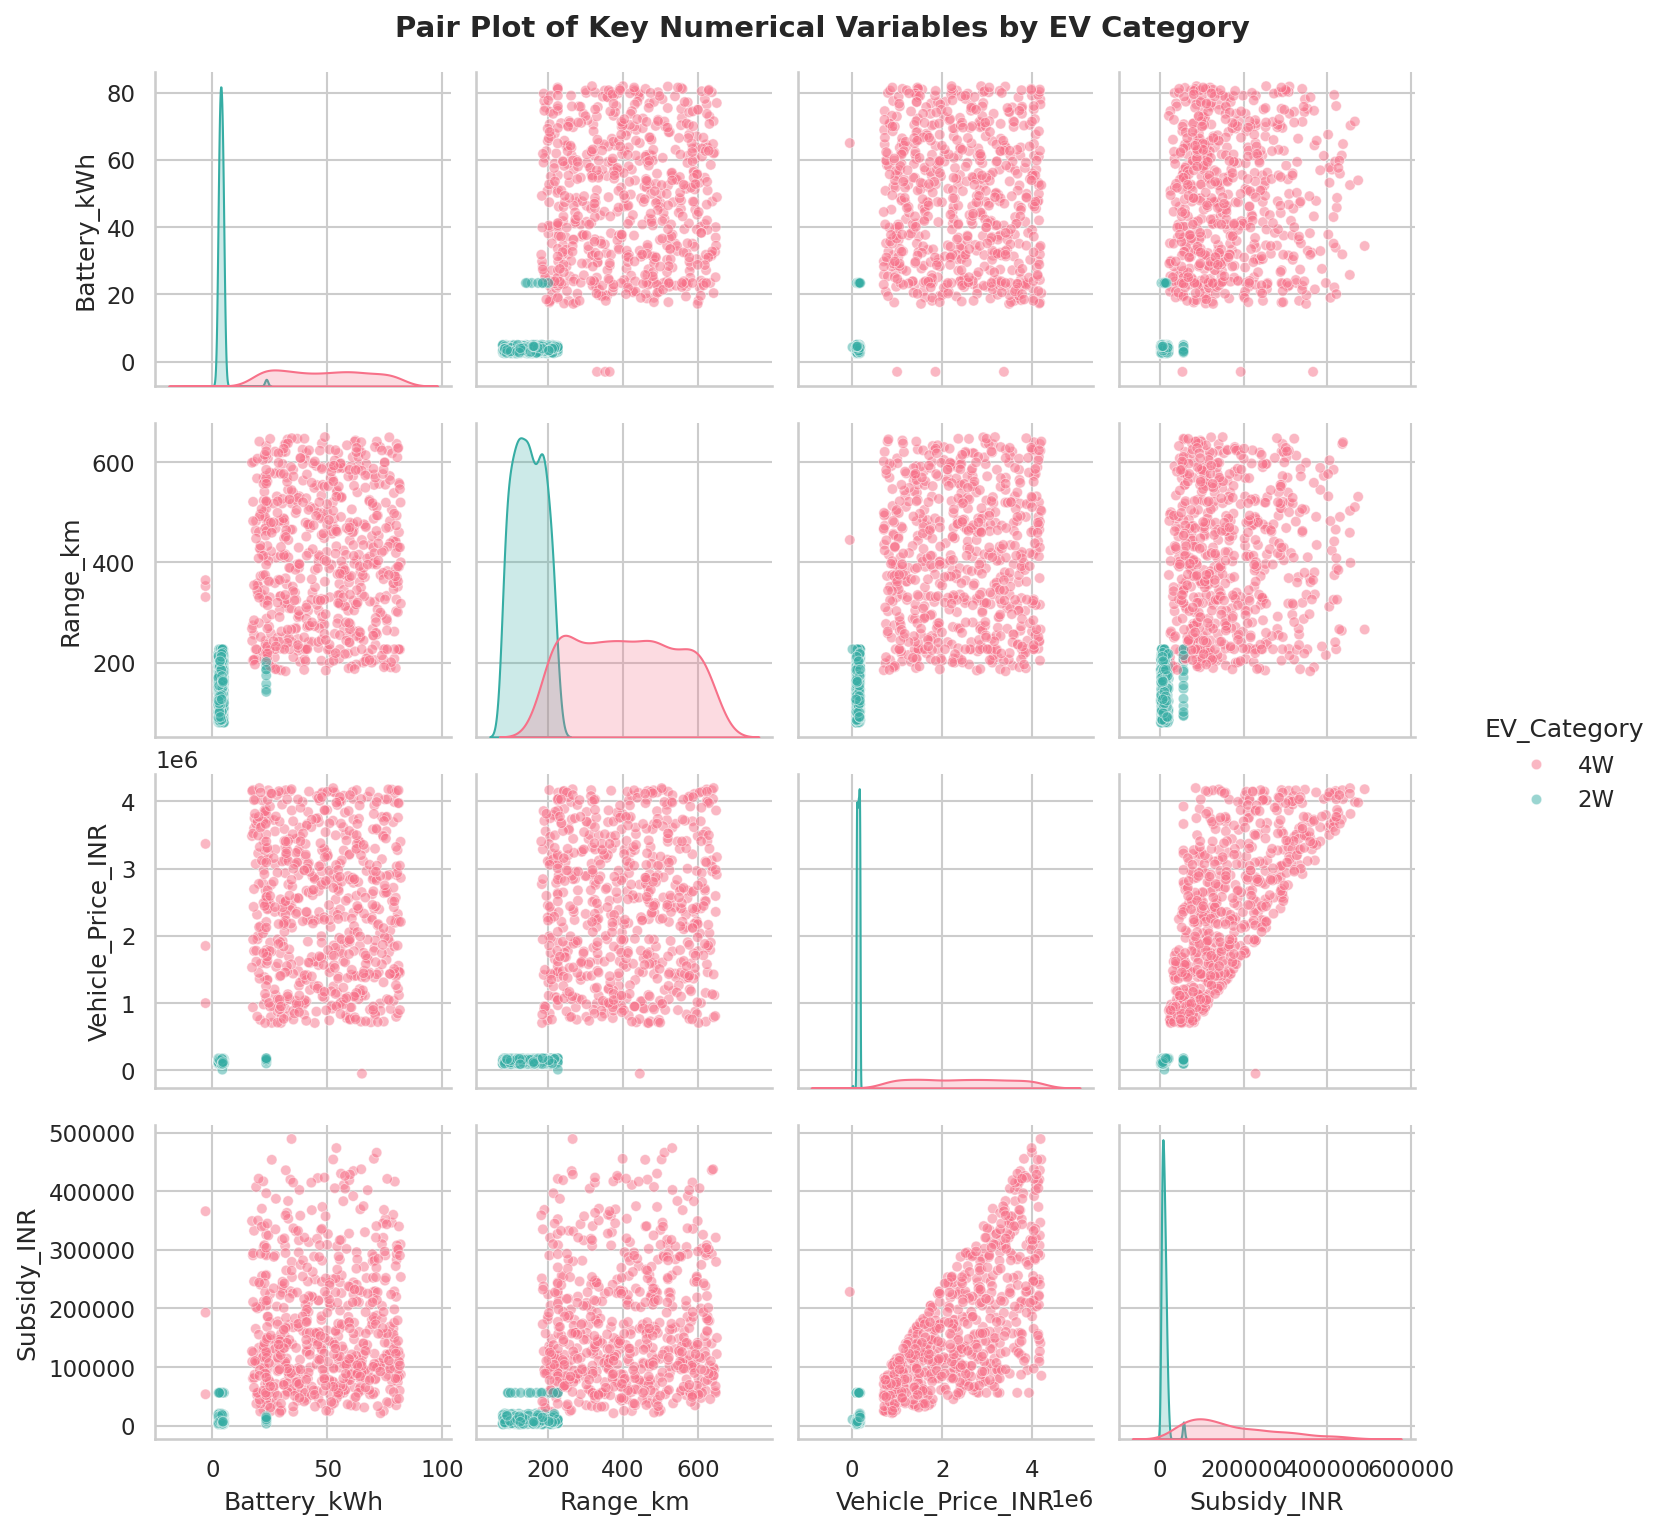 Pair Plot of Key Numerical Variables by EV Category
80
60
40
20
0
Battery_kWh
600
400
200
Range_km
EV_Category
4W
2W
1e6
4
3
2
1
0
Vehicle_Price_INR
500000
400000
300000
200000
100000
0
Subsidy_INR
0 50 100
200 400 600
0 2 4
0 200000 400000 600000
Battery_kWh
Range_km
Vehicle_Price_INR
1e6
Subsidy_INR